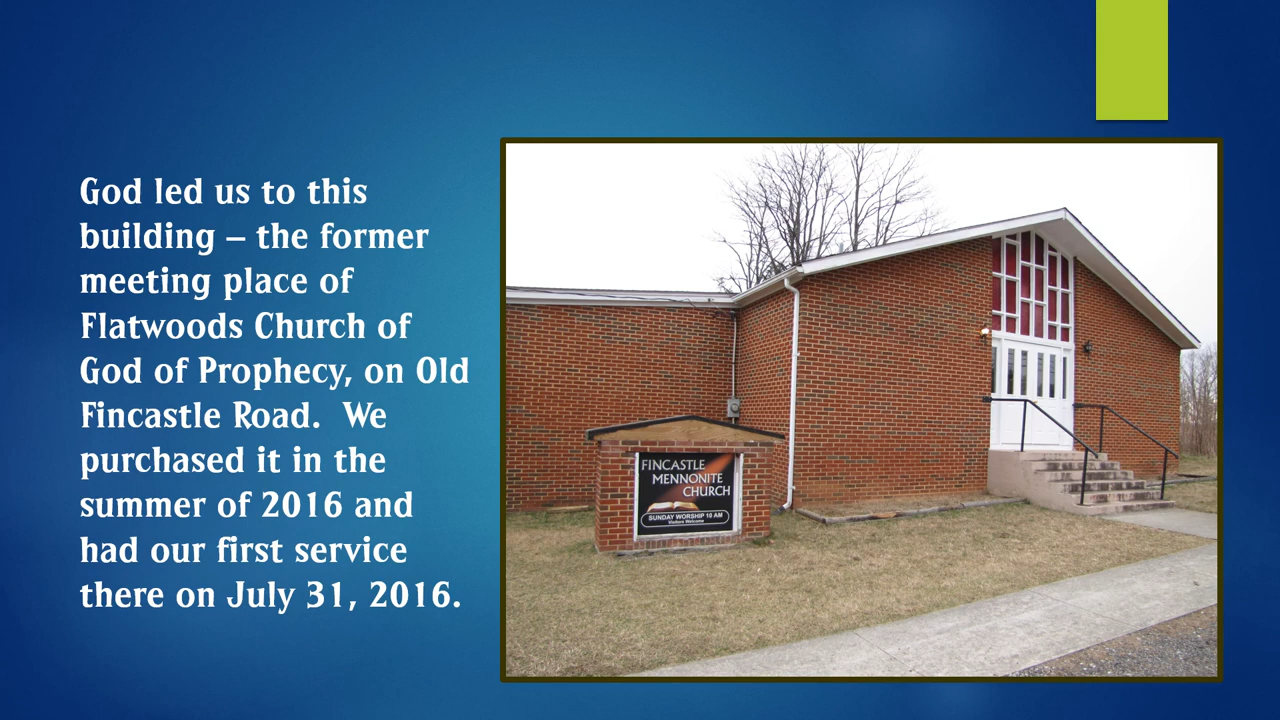 God led us to this
building – the former
meeting place of
Flatwoods Church of
God of Prophecy, on Old
Fincastle Road.  We
purchased it in the
summer of 2016 and
had our first service
there on July 31, 2016.
FINCASTLE
MENNONITE
CHURCH
SUNDAY WORSHIP 10 AM
Visitors Welcome